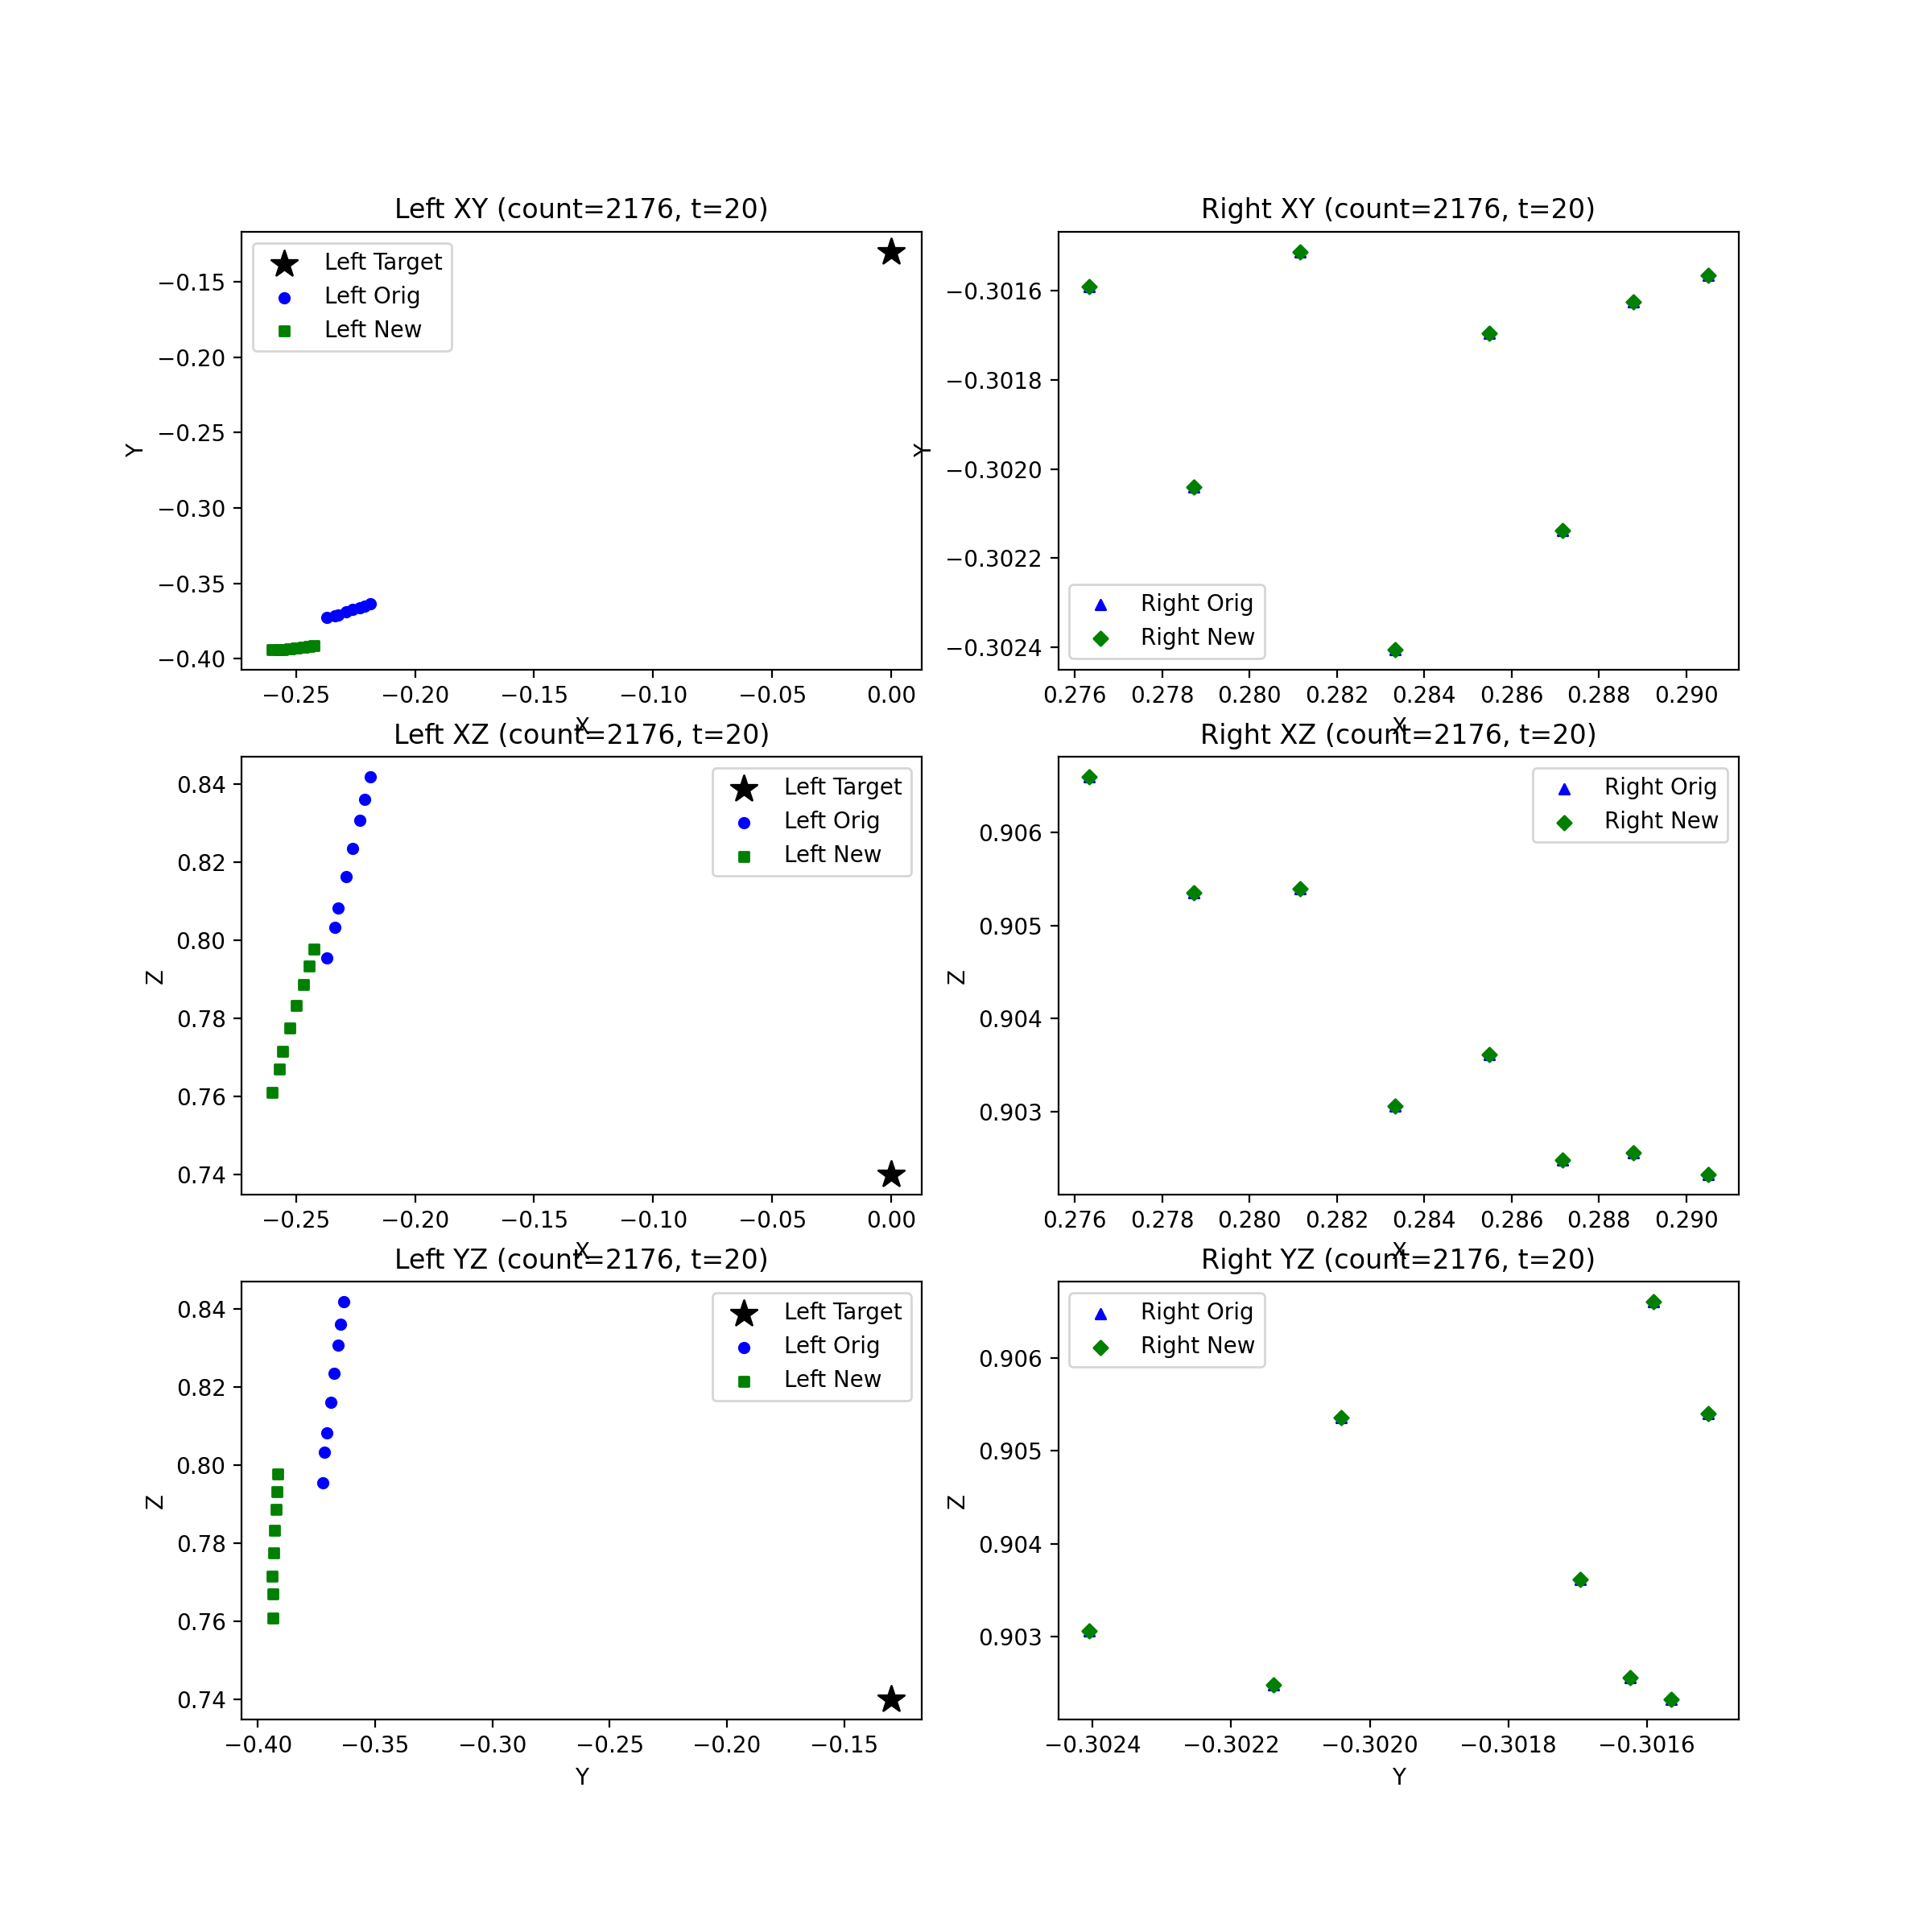 Left XY (count=2176, t=20)
Left Target
Left Orig
Left New
−0.15
−0.20
−0.25
−0.30
−0.35
−0.40
Y
−0.25
−0.20
−0.15
−0.10
−0.05
0.00
X
Right XY (count=2176, t=20)
−0.3016
−0.3018
−0.3020
−0.3022
−0.3024
Y
Right Orig
Right New
0.276
0.278
0.280
0.282
0.284
0.286
0.288
0.290
X
Left XZ (count=2176, t=20)
Left Target
Left Orig
Left New
0.84
0.82
0.80
0.78
0.76
0.74
Z
−0.25
−0.20
−0.15
−0.10
−0.05
0.00
X
Right XZ (count=2176, t=20)
Right Orig
Right New
0.906
0.905
0.904
0.903
Z
0.276
0.278
0.280
0.282
0.284
0.286
0.288
0.290
X
Left YZ (count=2176, t=20)
Left Target
Left Orig
Left New
0.84
0.82
0.80
0.78
0.76
0.74
Z
−0.40
−0.35
−0.30
−0.25
−0.20
−0.15
Y
Right YZ (count=2176, t=20)
Right Orig
Right New
0.906
0.905
0.904
0.903
Z
−0.3024
−0.3022
−0.3020
−0.3018
−0.3016
Y